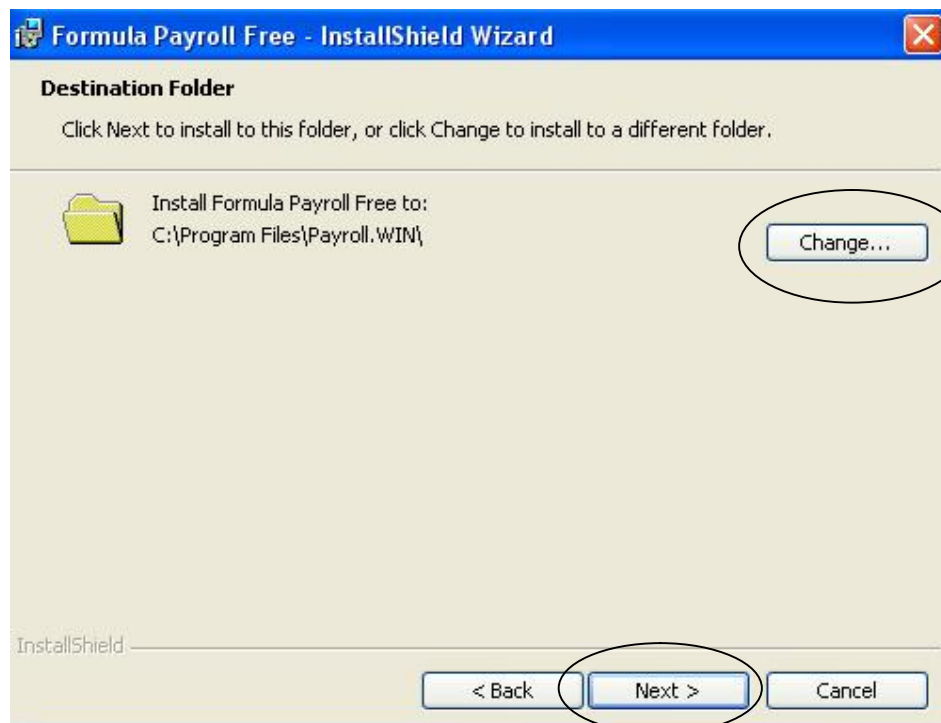 Formula Payroll Free - InstallShield Wizard
Destination Folder
Click Next to install to this folder, or click Change to install to a different folder.
Install Formula Payroll Free to:
C:\Program Files\Payroll.WIN\
Change...
InstallShield
< Back
Next >
Cancel